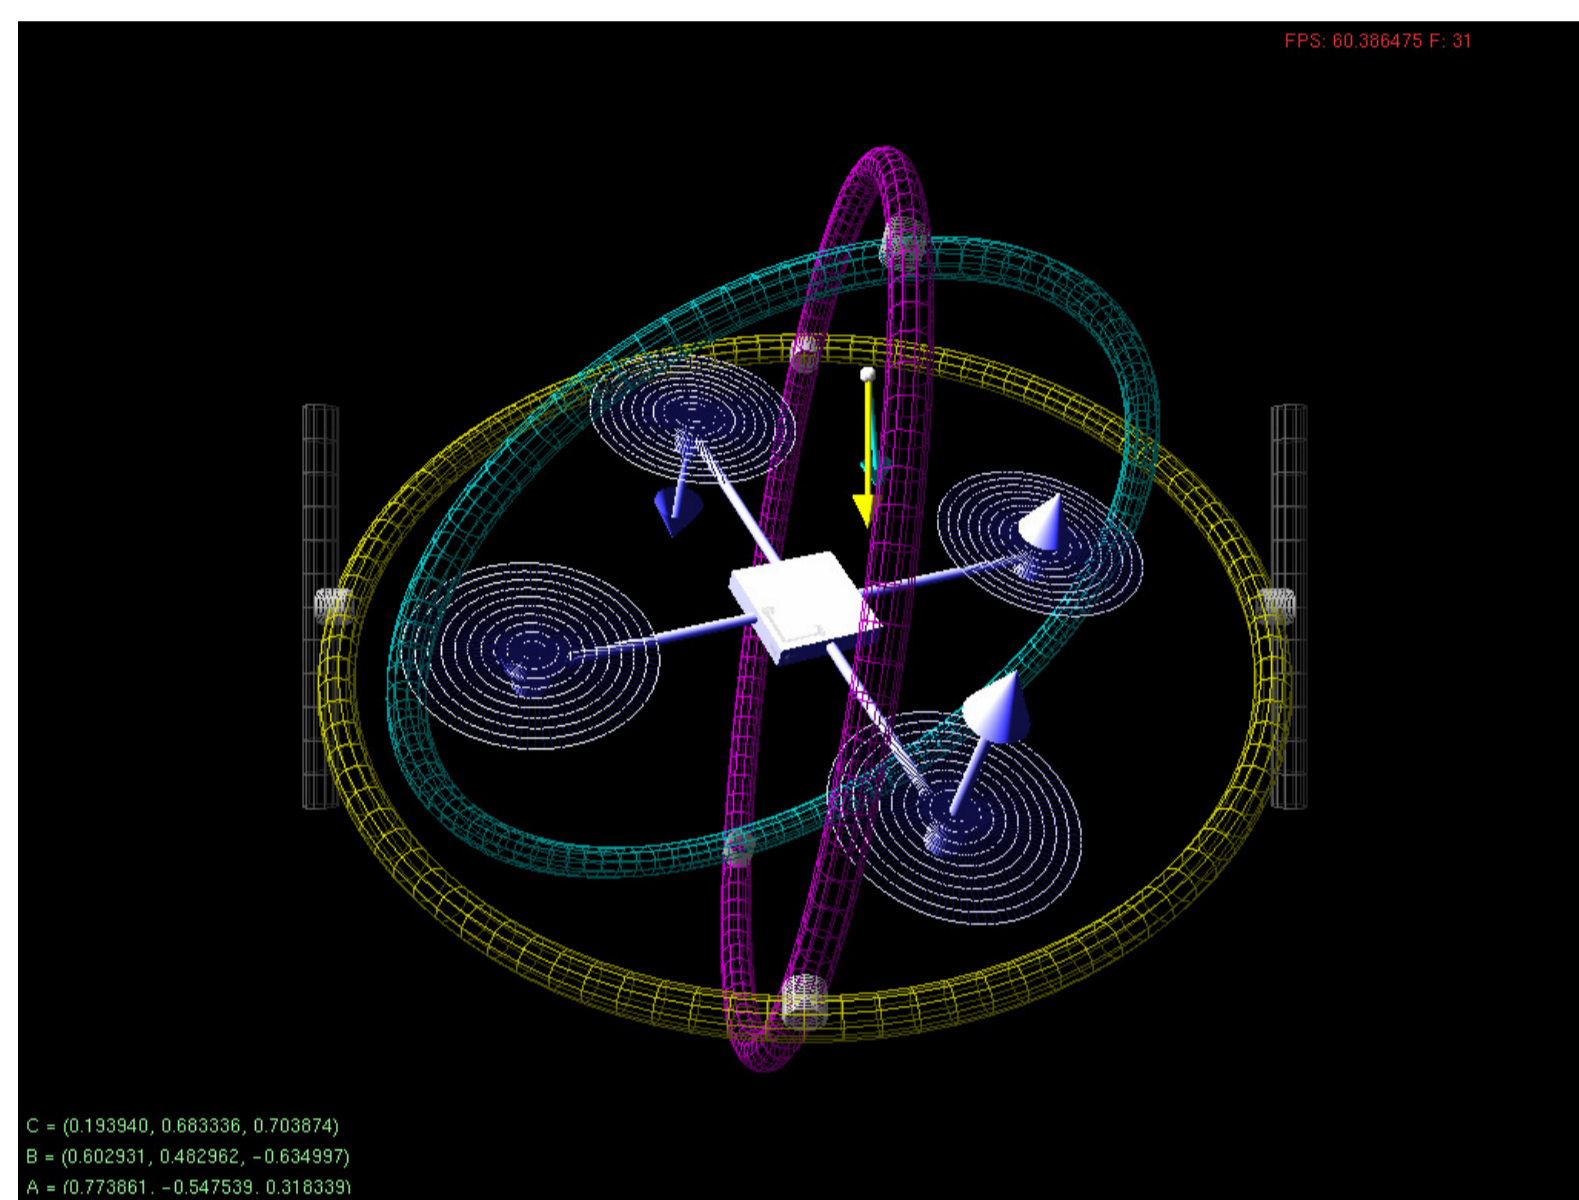 FPS: 60.386475 F: 31
C = (0.193940, 0.683336, 0.703874)
B = (0.602931, 0.482962, -0.634997)
A = (0.773861, -0.547539, 0.318339)